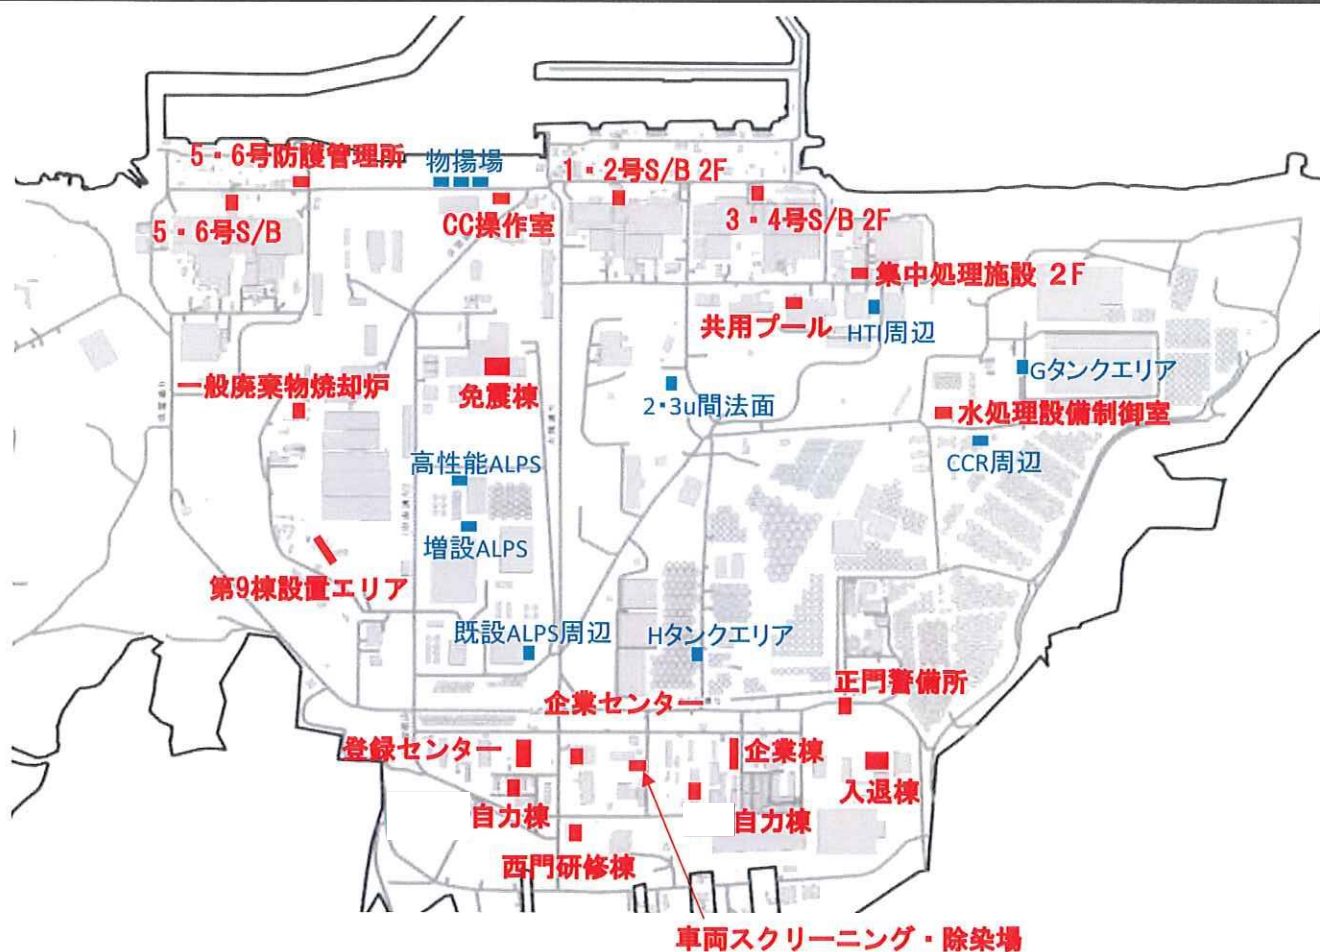 5・6号防護管理所
物揚場
1・2号S/B 2F
5・6号S/B
CC操作室
3・4号S/B 2F
集中処理施設 2F
共用プール
HTI周辺
一般廃棄物焼却炉
免震棟
2・3u間法面
Gタンクエリア
水処理設備制御室
高性能ALPS
CCR周辺
増設ALPS
第9棟設置エリア
既設ALPS周辺
Hタンクエリア
正門警備所
企業センター
登録センター
企業棟
入退棟
自力棟
自力棟
西門研修棟
車両スクリーニング・除染場